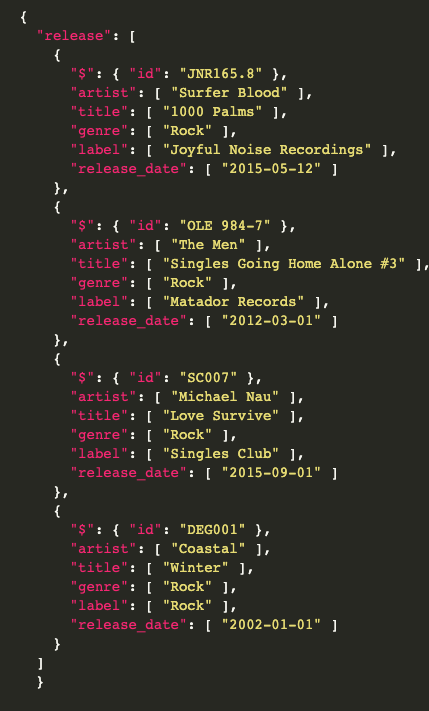 {
  "release": [
    {
      "$": { "id": "JNR165.8" },
      "artist": [ "Surfer Blood" ],
      "title": [ "1000 Palms" ],
      "genre": [ "Rock" ],
      "label": [ "Joyful Noise Recordings" ],
      "release_date": [ "2015-05-12" ]
    },
    {
      "$": { "id": "OLE 984-7" },
      "artist": [ "The Men" ],
      "title": [ "Singles Going Home Alone #3" ],
      "genre": [ "Rock" ],
      "label": [ "Matador Records" ],
      "release_date": [ "2012-03-01" ]
    },
    {
      "$": { "id": "SC007" },
      "artist": [ "Michael Nau" ],
      "title": [ "Love Survive" ],
      "genre": [ "Rock" ],
      "label": [ "Singles Club" ],
      "release_date": [ "2015-09-01" ]
    },
    {
      "$": { "id": "DEG001" },
      "artist": [ "Coastal" ],
      "title": [ "Winter" ],
      "genre": [ "Rock" ],
      "label": [ "Rock" ],
      "release_date": [ "2002-01-01" ]
    }
  ]
  }